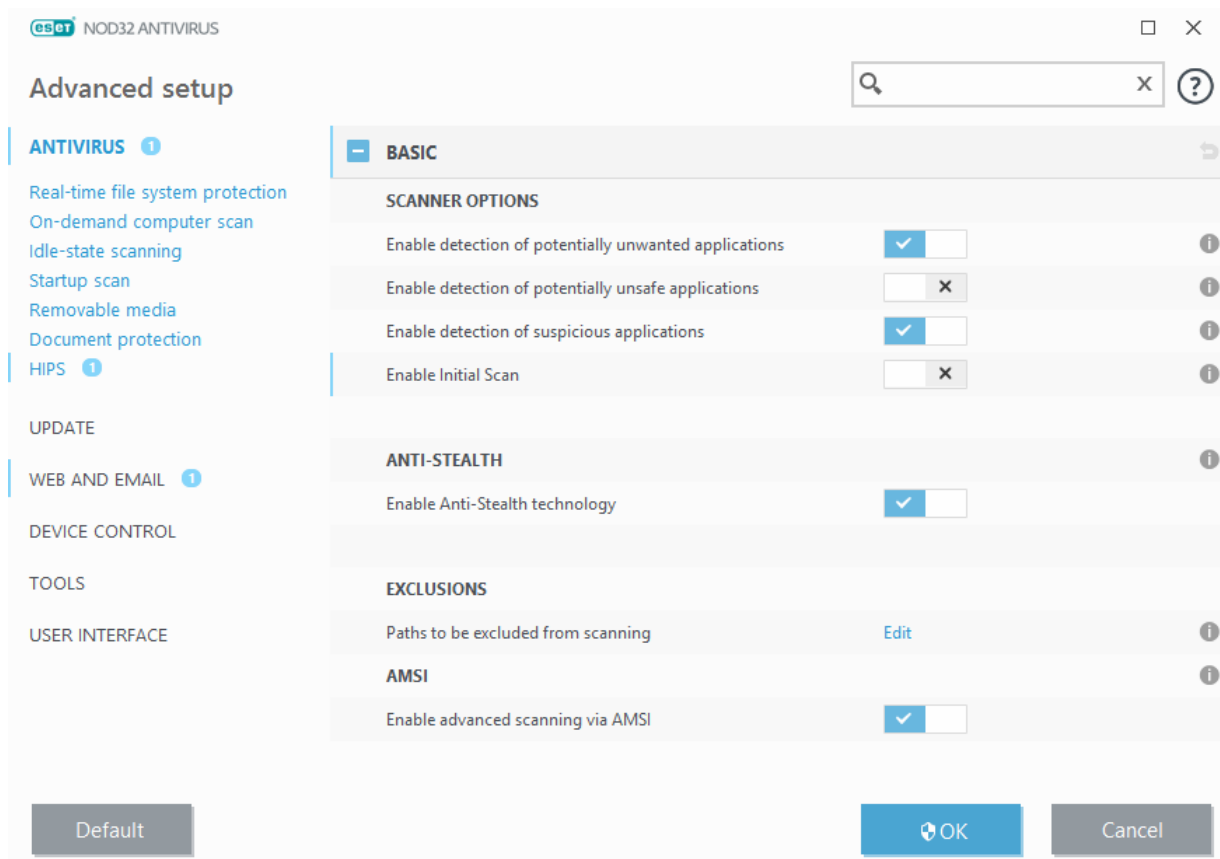 eset NOD32 ANTIVIRUS
Advanced setup
x
?
ANTIVIRUS 1
Real-time file system protection
On-demand computer scan
Idle-state scanning
Startup scan
Removable media
Document protection
HIPS 1
UPDATE
WEB AND EMAIL 1
DEVICE CONTROL
TOOLS
USER INTERFACE
BASIC
SCANNER OPTIONS
Enable detection of potentially unwanted applications
Enable detection of potentially unsafe applications
Enable detection of suspicious applications
Enable Initial Scan
ANTI-STEALTH
Enable Anti-Stealth technology
EXCLUSIONS
Paths to be excluded from scanning Edit
AMSI
Enable advanced scanning via AMSI
Default
OK
Cancel